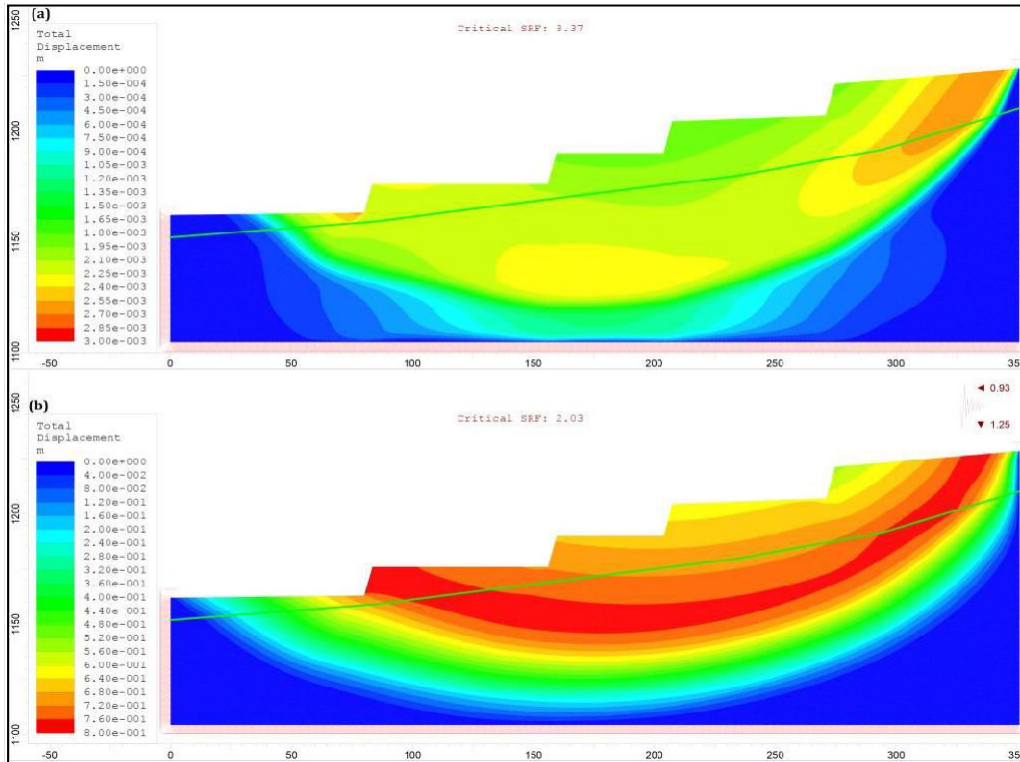 (a)
Critical SRF:
Total
Displacement
m
0.00e+000
1.50e-004
3.00e-004
4.50e-004
6.00e-004
7.50e-004
9.00e-004
1.05e-003
1.20e-003
1.35e-003
1.50e-003
1.65e-003
1.80e-003
1.95e-003
2.10e-003
2.25e-003
2.40e-003
2.55e-003
2.70e-003
2.85e-003
3.00e-003
1250
1200
1150
1100
-50 0 50 100 150 200 250 300 35
(b)
Critical SRF: 2.03
0.93
1.25
Total
Displacement
m
0.00e+000
4.00e-002
8.00e-002
1.20e-001
1.60e-001
2.00e-001
2.40e-001
2.80e-001
3.20e-001
3.60e-001
4.00e-001
4.40e-001
4.80e-001
5.20e-001
5.60e-001
6.00e-001
6.40e-001
6.80e-001
7.20e-001
7.60e-001
8.00e-001
1250
1200
1150
1100
-50 0 50 100 150 200 250 300 35